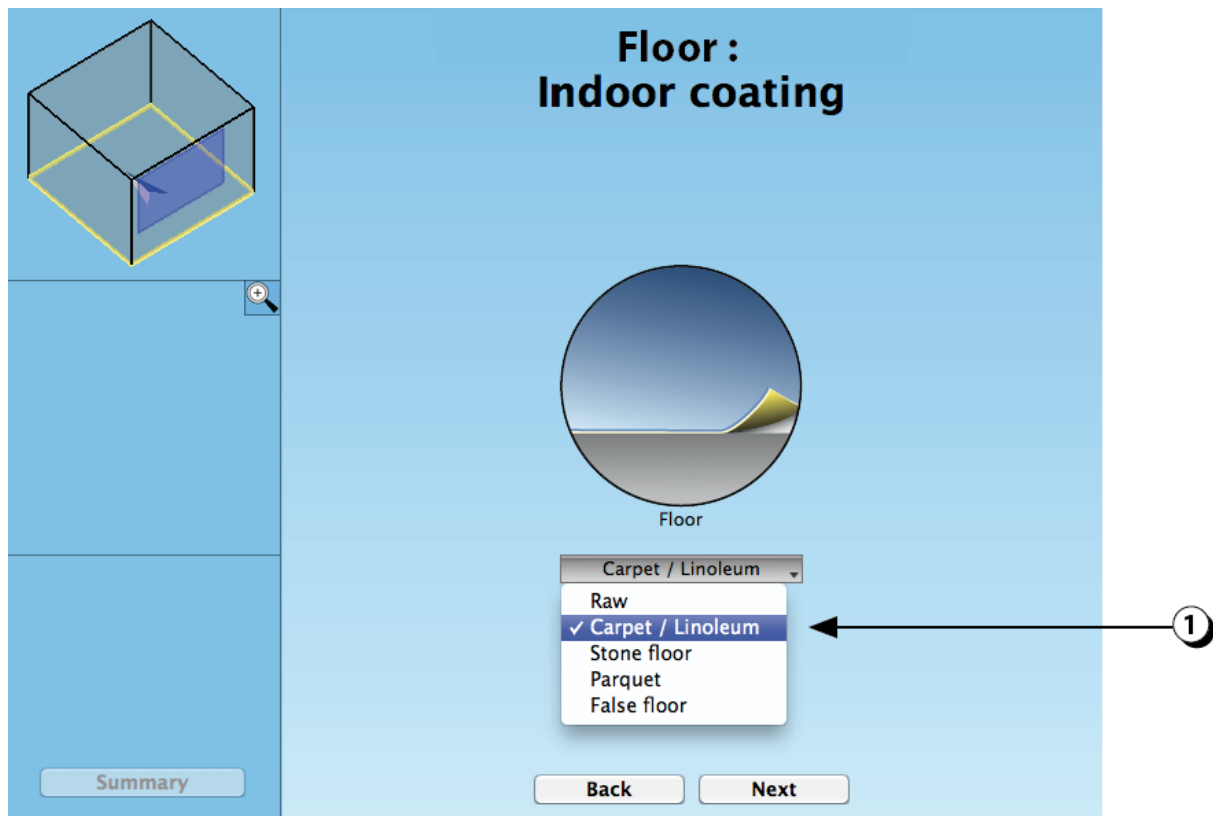 Floor :
Indoor coating
Floor
Carpet / Linoleum
Raw
✓ Carpet / Linoleum
Stone floor
Parquet
False floor
1
Summary
Back
Next